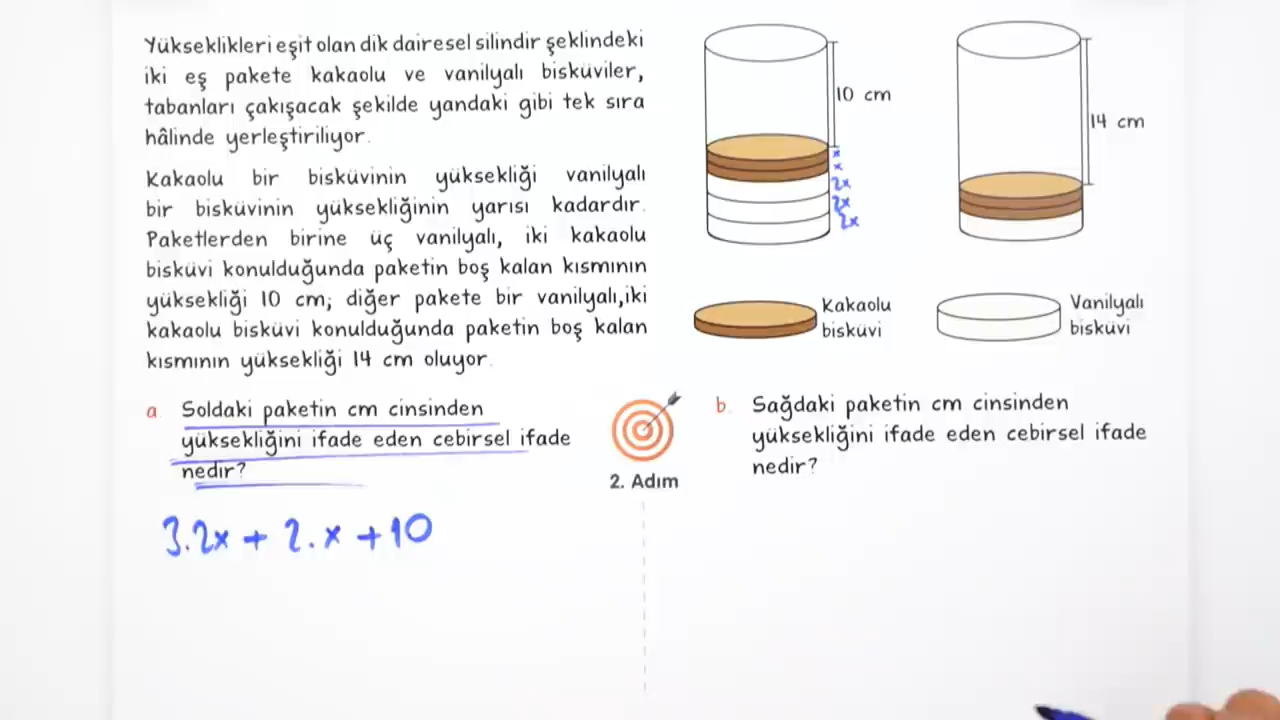 Yükseklikleri eşit olan dik dairesel silindir şeklindeki
iki eş pakete kakaolu ve vanilyalı bisküviler,
tabanları çakışacak şekilde yandaki gibi tek sıra
hâlinde yerleştiriliyor.
Kakaolu bir bisküvinin yüksekliği vanilyalı
bir bisküvinin yüksekliğinin yarısı kadardır.
Paketlerden birine üç vanilyalı, iki kakaolu
bisküvi konulduğunda paketin boş kalan kısmının
yüksekliği 10 cm; diğer pakete bir vanilyalı,iki
kakaolu bisküvi konulduğunda paketin boş kalan
kısmının yüksekliği 14 cm oluyor.
10 cm
x
x
2x
2x
2x
14 cm
Kakaolu
bisküvi
Vanilyalı
bisküvi
a. Soldaki paketin cm cinsinden
yüksekliğini ifade eden cebirsel ifade
nedir?
3.2x + 2.x + 10
2. Adım
b. Sağdaki paketin cm cinsinden
yüksekliğini ifade eden cebirsel ifade
nedir?